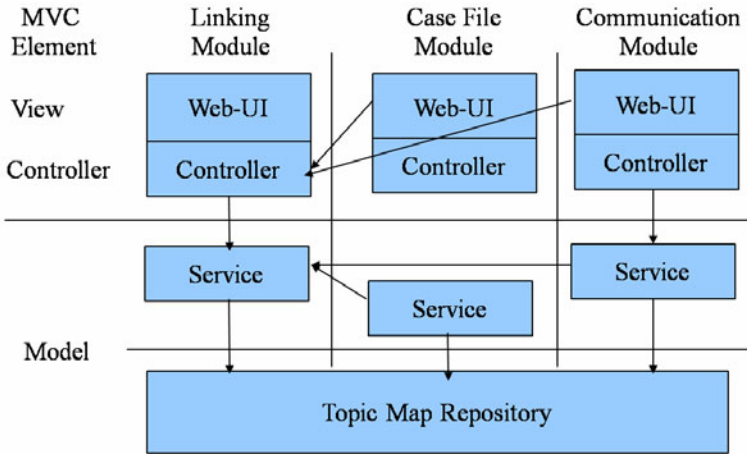 MVC Element
Linking Module
Case File Module
Communication Module
View
Web-UI
Web-UI
Web-UI
Controller
Controller
Controller
Controller
Service
Service
Service
Model
Topic Map Repository